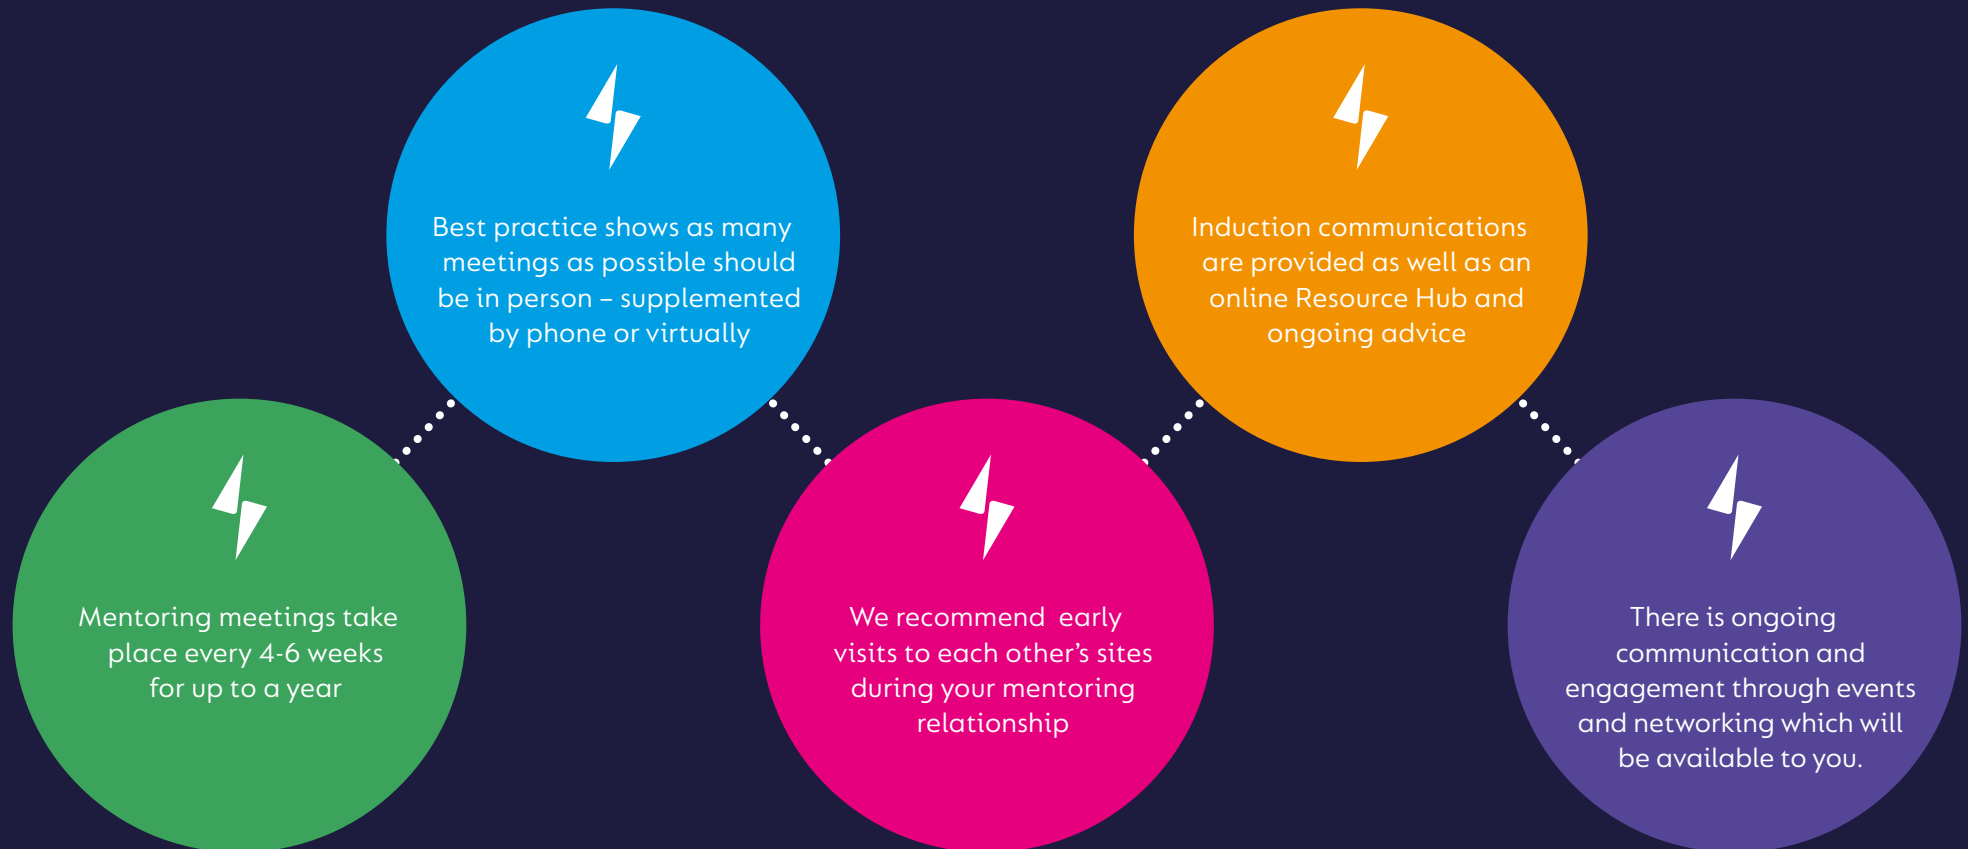 Mentoring meetings take
place every 4-6 weeks
for up to a year
Best practice shows as many
meetings as possible should
be in person – supplemented
by phone or virtually
We recommend  early
visits to each other’s sites
during your mentoring
relationship
Induction communications
are provided as well as an
online Resource Hub and
ongoing advice
There is ongoing
communication and
engagement through events
and networking which will
be available to you.